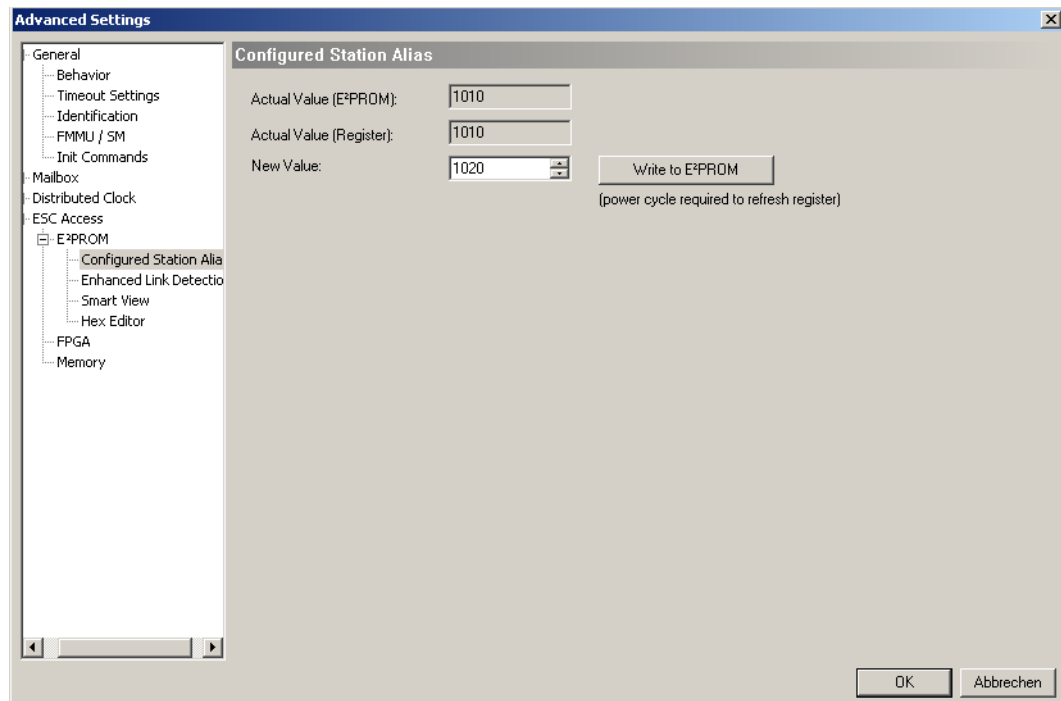 Advanced Settings
General
Behavior
Timeout Settings
Identification
FMMU / SM
Init Commands
Mailbox
Distributed Clock
ESC Access
E²PROM
Configured Station Alia
Enhanced Link Detectio
Smart View
Hex Editor
FPGA
Memory
Configured Station Alias
Actual Value (E²PROM): 1010
Actual Value (Register): 1010
New Value: 1020 Write to E²PROM
(power cycle required to refresh register)
OK Abbrechen